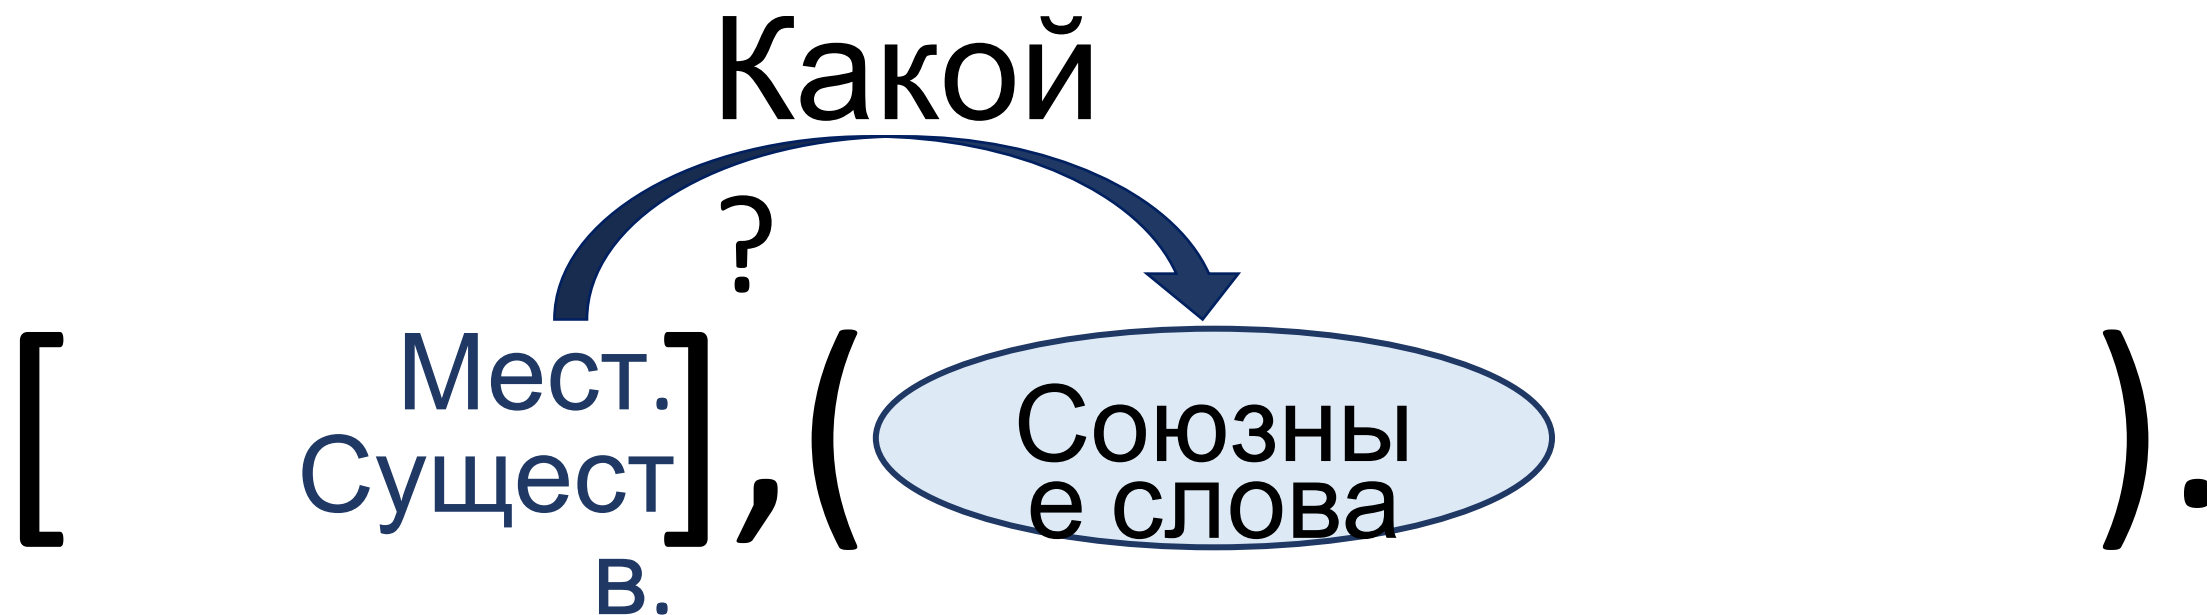 Какой
?
[ Мест. ],( Союзны ).
Сущест е слова
в.